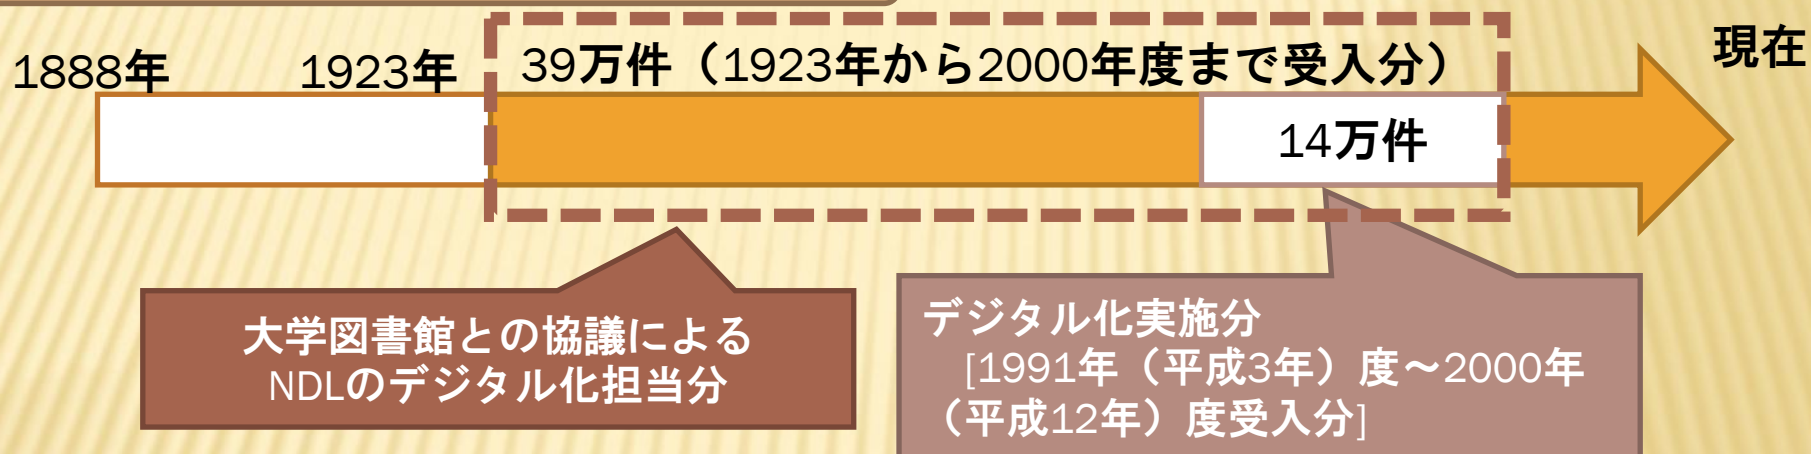 1888年
1923年
39万件（1923年から2000年度まで受入分）
現在
14万件
大学図書館との協議による
NDLのデジタル化担当分
デジタル化実施分
[1991年（平成3年）度～2000年
（平成12年）度受入分]